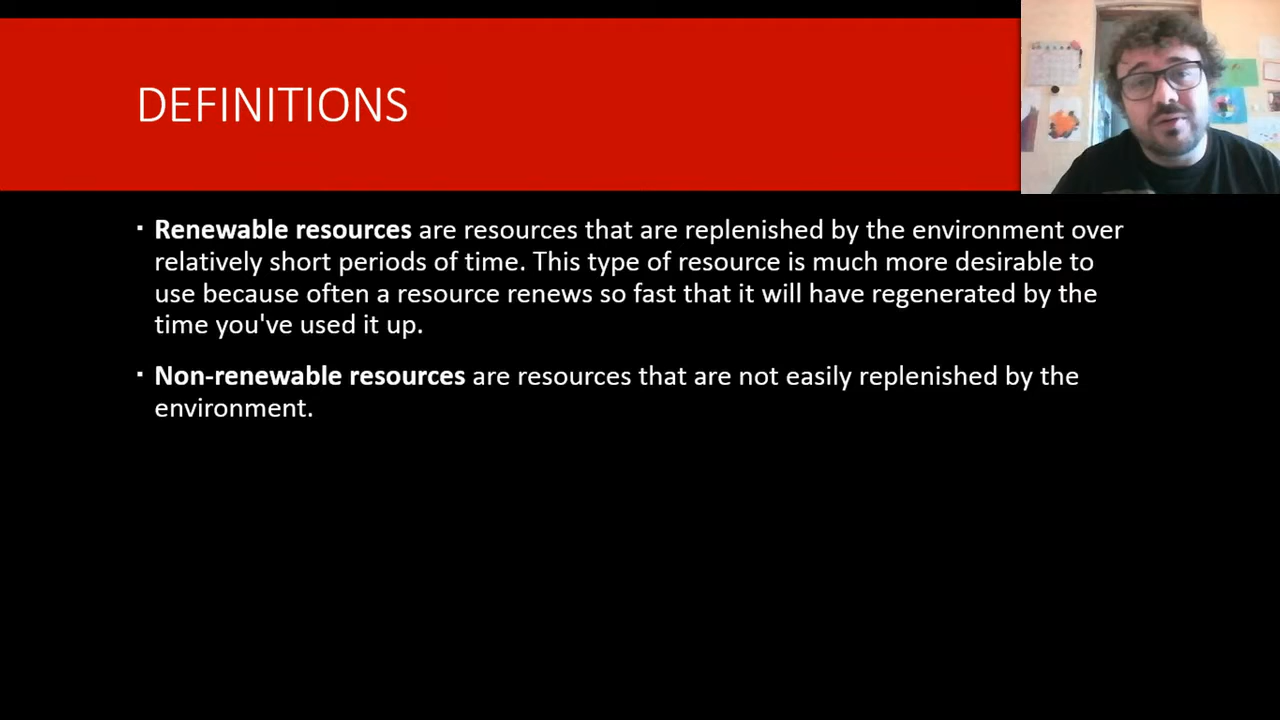 DEFINITIONS
▪ Renewable resources are resources that are replenished by the environment over
relatively short periods of time. This type of resource is much more desirable to
use because often a resource renews so fast that it will have regenerated by the
time you've used it up.
▪ Non-renewable resources are resources that are not easily replenished by the
environment.